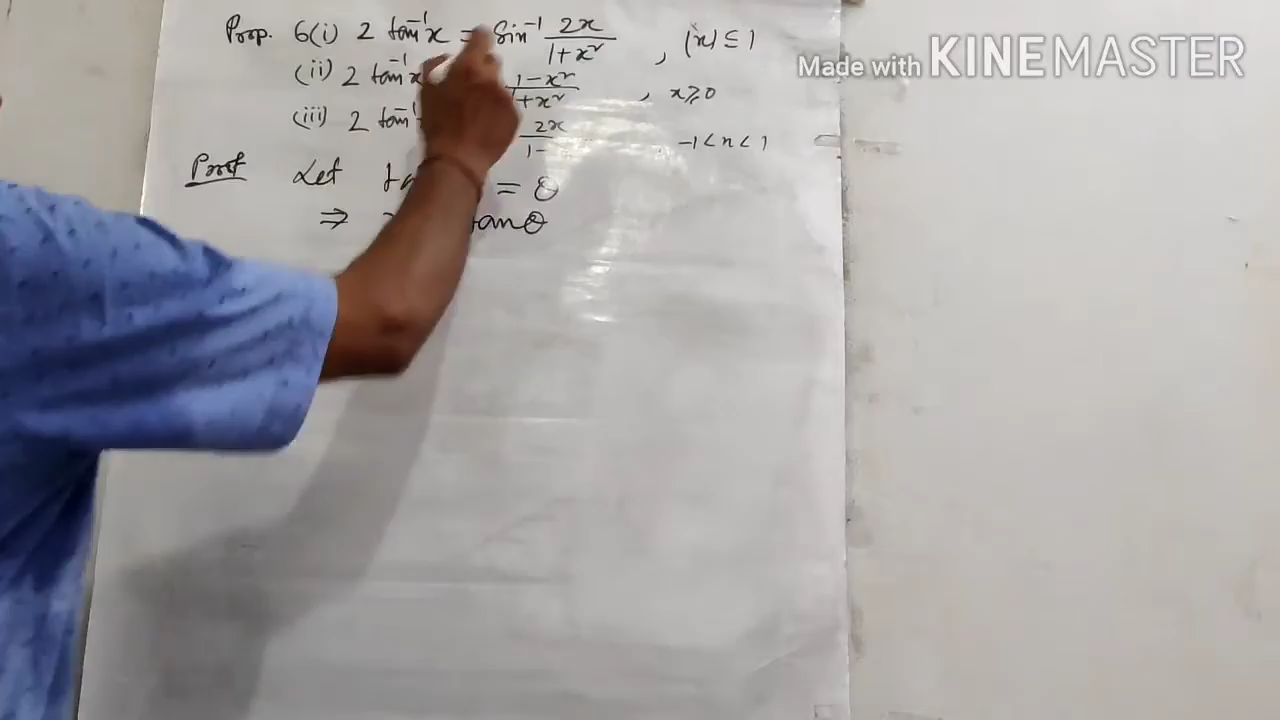 Prop. 6(i) 2 tan⁻¹x = Sin⁻¹ 2x/1+x² , |x| ≤ 1
(ii) 2 tan⁻¹x 1-x²/1+x² , x≥0
(iii) 2 tan⁻¹ 2x/1- -1<x<1
Proof Let = θ
⇒ tanθ
Made with KINEMASTER